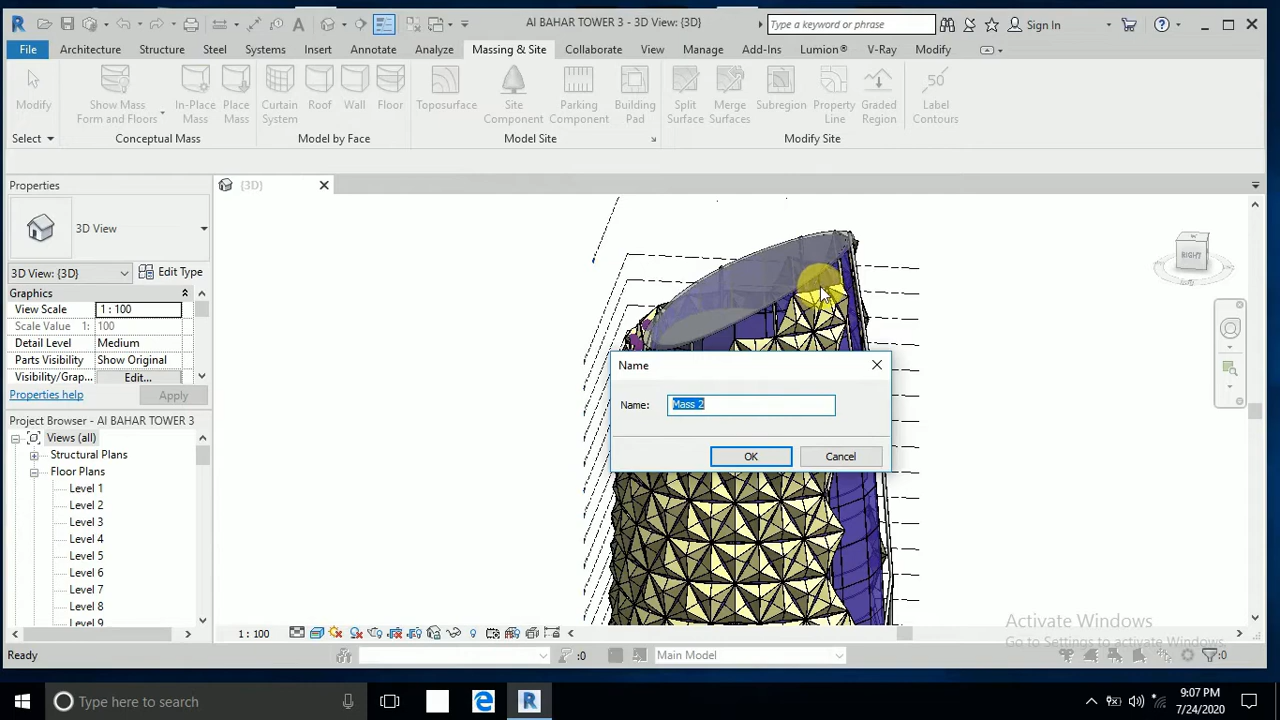 AI BAHAR TOWER 3 - 3D View: {3D}
Type a keyword or phrase
Sign In
File
Architecture
Structure
Steel
Systems
Insert
Annotate
Analyze
Massing & Site
Collaborate
View
Manage
Add-Ins
Lumion®
V-Ray
Modify
Modify
Show Mass
Form and Floors
In-Place
Mass
Place
Mass
Curtain
System
Roof
Wall
Floor
Toposurface
Site
Component
Parking
Component
Building
Pad
Split
Surface
Merge
Surfaces
Subregion
Property
Line
Graded
Region
50
Label
Contours
Select
Conceptual Mass
Model by Face
Model Site
Modify Site
Properties
{3D}
3D View
3D View: {3D}
Edit Type
Graphics
View Scale
1 : 100
Scale Value 1:
100
Detail Level
Medium
Parts Visibility
Show Original
Visibility/Grap...
Edit...
Properties help
Apply
Project Browser - AI BAHAR TOWER 3
Views (all)
Structural Plans
Floor Plans
Level 1
Level 2
Level 3
Level 4
Level 5
Level 6
Level 7
Level 8
Level 9
RIGHT
Name
Name:
Mass 2
OK
Cancel
1 : 100
Activate Windows
Go to Settings to activate Windows.
Ready
:0
Main Model
:0
Type here to search
9:07 PM
7/24/2020